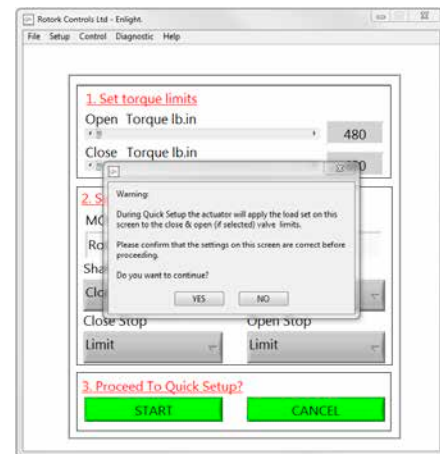 Rotork Controls Ltd - Enlight.
File Setup Control Diagnostic Help
1. Set torque limits
Open Torque lb.in
480
Close Torque lb.in
Warning:
During Quick Setup the actuator will apply the load set on this
screen to the close & open (if selected) valve limits.
Please confirm that the settings on this screen are correct before
proceeding.
Do you want to continue?
YES NO
Close Stop Open Stop
Limit Limit
3. Proceed To Quick Setup?
START CANCEL